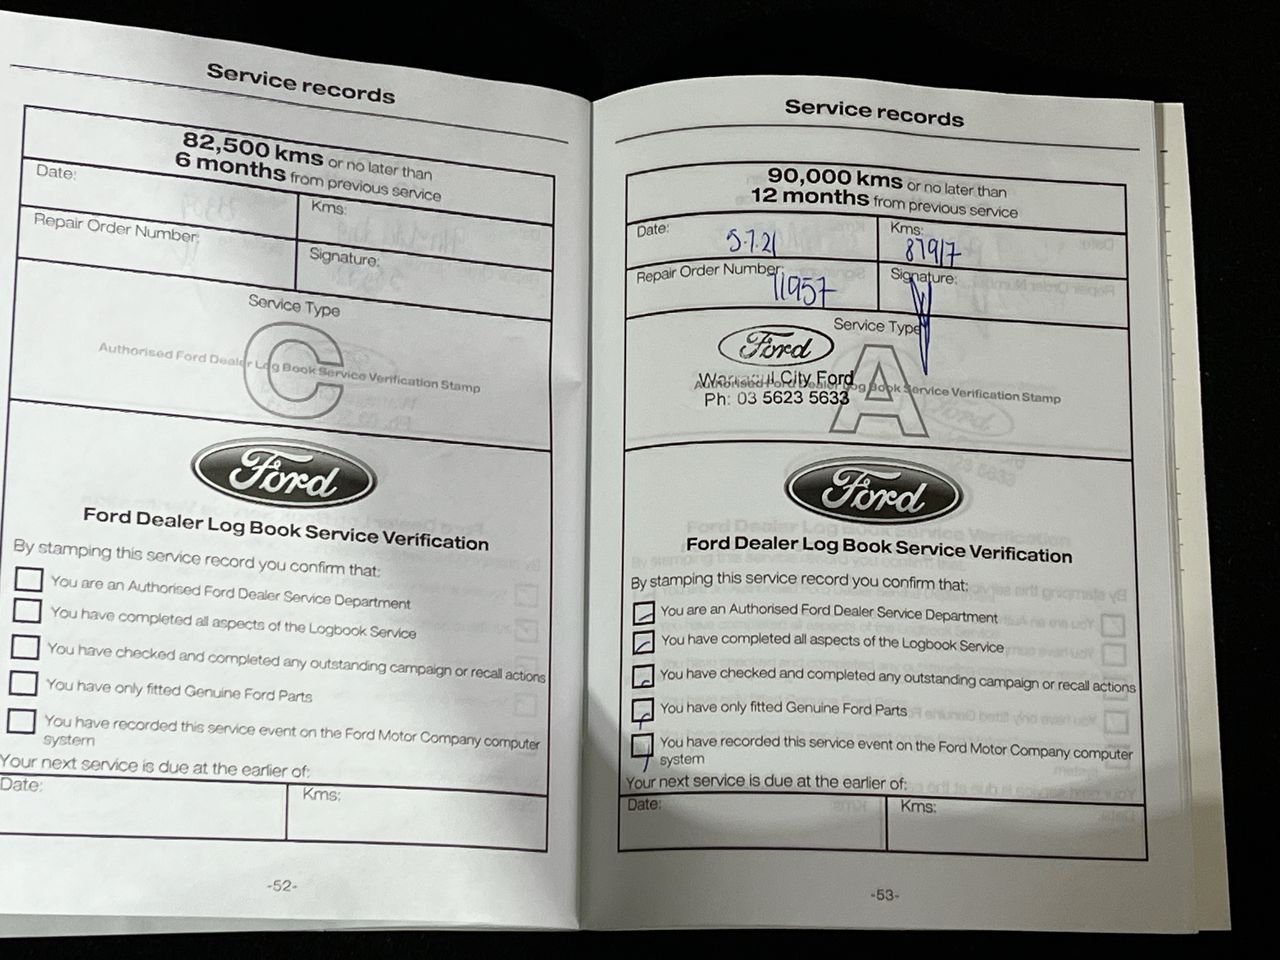 Service records
82,500 kms or no later than
6 months from previous service
Date:
Kms:
Repair Order Number:
Signature:
Service Type
C
Authorised Ford Dealer Log Book Service Verification Stamp
Ford
Ford Dealer Log Book Service Verification
By stamping this service record you confirm that:
You are an Authorised Ford Dealer Service Department
You have completed all aspects of the Logbook Service
You have checked and completed any outstanding campaign or recall actions
You have only fitted Genuine Ford Parts
You have recorded this service event on the Ford Motor Company computer
system
Your next service is due at the earlier of:
Date:
Kms:
-52-
Service records
90,000 kms or no later than
12 months from previous service
Date: 5.7.21
Kms: 87917
Repair Order Number: 11957
Signature:
Service Type
Ford
Warragul City Ford
Ph: 03 5623 5633
A
Authorised Ford Dealer Log Book Service Verification Stamp
Ford
Ford Dealer Log Book Service Verification
By stamping this service record you confirm that:
You are an Authorised Ford Dealer Service Department
You have completed all aspects of the Logbook Service
You have checked and completed any outstanding campaign or recall actions
You have only fitted Genuine Ford Parts
You have recorded this service event on the Ford Motor Company computer
system
Your next service is due at the earlier of:
Date:
Kms:
-53-